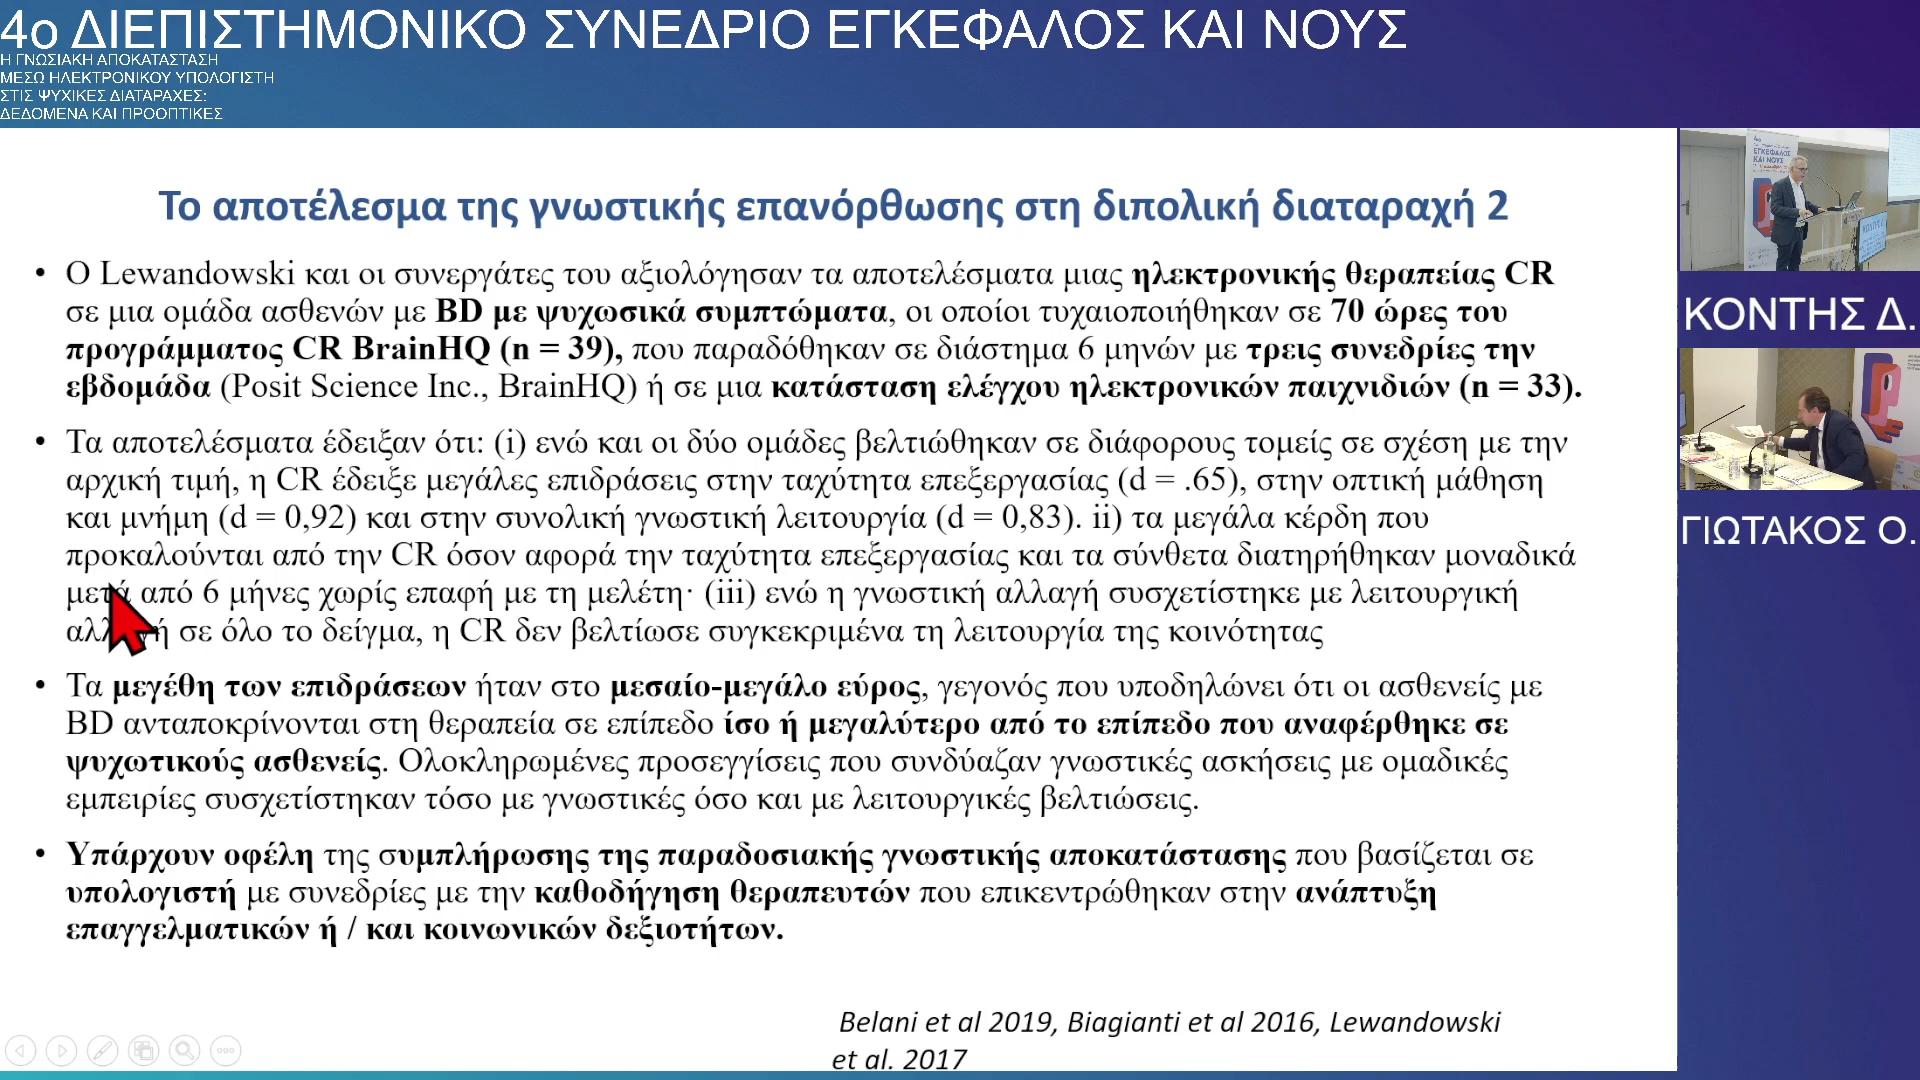 4ο ΔΙΕΠΙΣΤΗΜΟΝΙΚΟ ΣΥΝΕΔΡΙΟ ΕΓΚΕΦΑΛΟΣ ΚΑΙ ΝΟΥΣ
Η ΓΝΩΣΙΑΚΗ ΑΠΟΚΑΤΑΣΤΑΣΗ
ΜΕΣΩ ΗΛΕΚΤΡΟΝΙΚΟΥ ΥΠΟΛΟΓΙΣΤΗ
ΣΤΙΣ ΨΥΧΙΚΕΣ ΔΙΑΤΑΡΑΧΕΣ:
ΔΕΔΟΜΕΝΑ ΚΑΙ ΠΡΟΟΠΤΙΚΕΣ
Το αποτέλεσμα της γνωστικής επανόρθωσης στη διπολική διαταραχή 2
• Ο Lewandowski και οι συνεργάτες του αξιολόγησαν τα αποτελέσματα μιας ηλεκτρονικής θεραπείας CR
σε μια ομάδα ασθενών με BD με ψυχωσικά συμπτώματα, οι οποίοι τυχαιοποιήθηκαν σε 70 ώρες του
προγράμματος CR BrainHQ (n = 39), που παραδόθηκαν σε διάστημα 6 μηνών με τρεις συνεδρίες την
εβδομάδα (Posit Science Inc., BrainHQ) ή σε μια κατάσταση ελέγχου ηλεκτρονικών παιχνιδιών (n = 33).
• Τα αποτελέσματα έδειξαν ότι: (i) ενώ και οι δύο ομάδες βελτιώθηκαν σε διάφορους τομείς σε σχέση με την
αρχική τιμή, η CR έδειξε μεγάλες επιδράσεις στην ταχύτητα επεξεργασίας (d = .65), στην οπτική μάθηση
και μνήμη (d = 0,92) και στην συνολική γνωστική λειτουργία (d = 0,83). ii) τα μεγάλα κέρδη που
προκαλούνται από την CR όσον αφορά την ταχύτητα επεξεργασίας και τα σύνθετα διατηρήθηκαν μοναδικά
μετά από 6 μήνες χωρίς επαφή με τη μελέτη· (iii) ενώ η γνωστική αλλαγή συσχετίστηκε με λειτουργική
αλλαγή σε όλο το δείγμα, η CR δεν βελτίωσε συγκεκριμένα τη λειτουργία της κοινότητας
• Τα μεγέθη των επιδράσεων ήταν στο μεσαίο-μεγάλο εύρος, γεγονός που υποδηλώνει ότι οι ασθενείς με
BD ανταποκρίνονται στη θεραπεία σε επίπεδο ίσο ή μεγαλύτερο από το επίπεδο που αναφέρθηκε σε
ψυχωτικούς ασθενείς. Ολοκληρωμένες προσεγγίσεις που συνδύαζαν γνωστικές ασκήσεις με ομαδικές
εμπειρίες συσχετίστηκαν τόσο με γνωστικές όσο και με λειτουργικές βελτιώσεις.
• Υπάρχουν οφέλη της συμπλήρωσης της παραδοσιακής γνωστικής αποκατάστασης που βασίζεται σε
υπολογιστή με συνεδρίες με την καθοδήγηση θεραπευτών που επικεντρώθηκαν στην ανάπτυξη
επαγγελματικών ή / και κοινωνικών δεξιοτήτων.
Belani et al 2019, Biagianti et al 2016, Lewandowski
et al. 2017
ΕΓΚΕΦΑΛΟΣ
ΚΑΙ ΝΟΥΣ
ΚΟΝΤΗΣ Δ.
ΓΙΩΤΑΚΟΣ Ο.